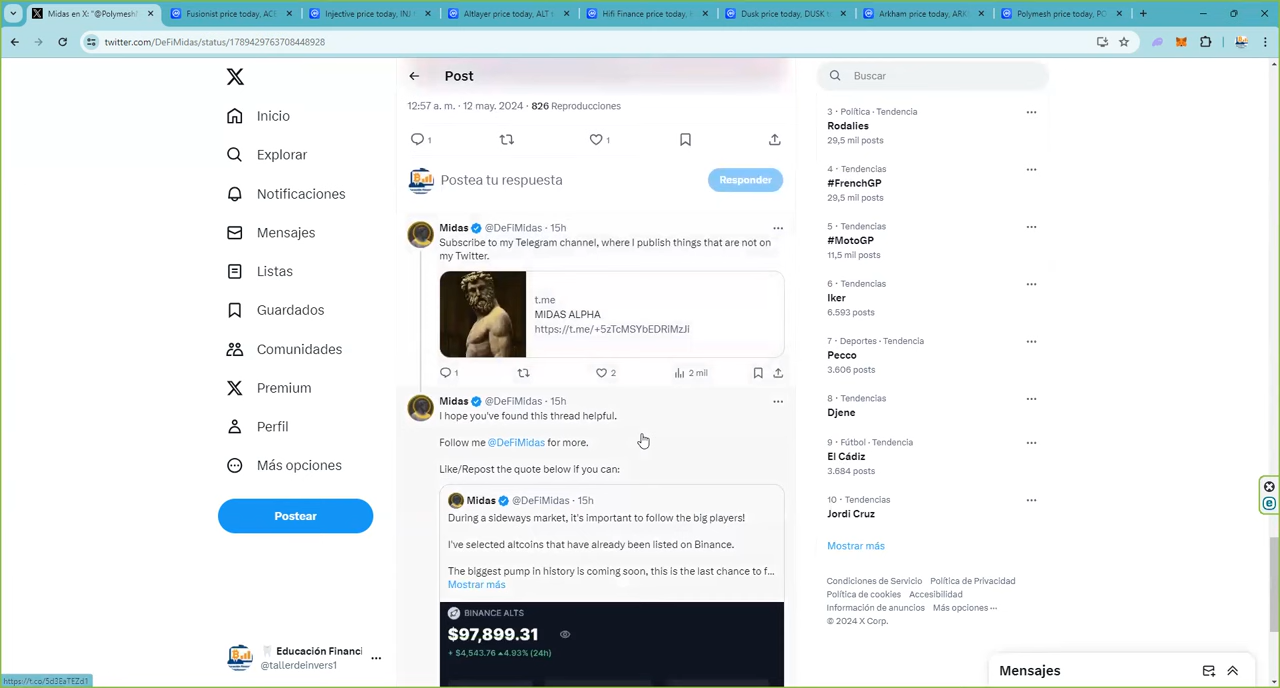 Midas en X: "@Polymesh
Fusionist price today, ACE
Injective price today, INJ
Altlayer price today, ALT
Hifi Finance price today,
Dusk price today, DUSK
Arkham price today, ARK
Polymesh price today, PO
twitter.com/DeFiMidas/status/1789429763708448928
Inicio
Explorar
Notificaciones
Mensajes
Listas
Guardados
Comunidades
Premium
Perfil
Más opciones
Postear
Educación Financi
@tallerdeinvers1
https://t.co/5d3EaTEZd1
Post
12:57 a. m. · 12 may. 2024 · 826 Reproducciones
1
1
Postea tu respuesta
Responder
Midas @DeFiMidas · 15h
Subscribe to my Telegram channel, where I publish things that are not on
my Twitter.
t.me
MIDAS ALPHA
https://t.me/+5zTcMSYbEDRiMzJi
1
2
2 mil
Midas @DeFiMidas · 15h
I hope you've found this thread helpful.
Follow me @DeFiMidas for more.
Like/Repost the quote below if you can:
Midas @DeFiMidas · 15h
During a sideways market, it's important to follow the big players!
I've selected altcoins that have already been listed on Binance.
The biggest pump in history is coming soon, this is the last chance to f...
Mostrar más
BINANCE ALTS
$97,899.31
+ $4,543.76 ▲4.93% (24h)
Buscar
3 · Política · Tendencia
Rodalies
29,5 mil posts
4 · Tendencias
#FrenchGP
29,5 mil posts
5 · Tendencias
#MotoGP
11,5 mil posts
6 · Tendencias
Iker
6.593 posts
7 · Deportes · Tendencia
Pecco
3.606 posts
8 · Tendencias
Djene
9 · Fútbol · Tendencia
El Cádiz
3.684 posts
10 · Tendencias
Jordi Cruz
Mostrar más
Condiciones de Servicio Política de Privacidad
Política de cookies Accesibilidad
Información de anuncios Más opciones ···
© 2024 X Corp.
Mensajes